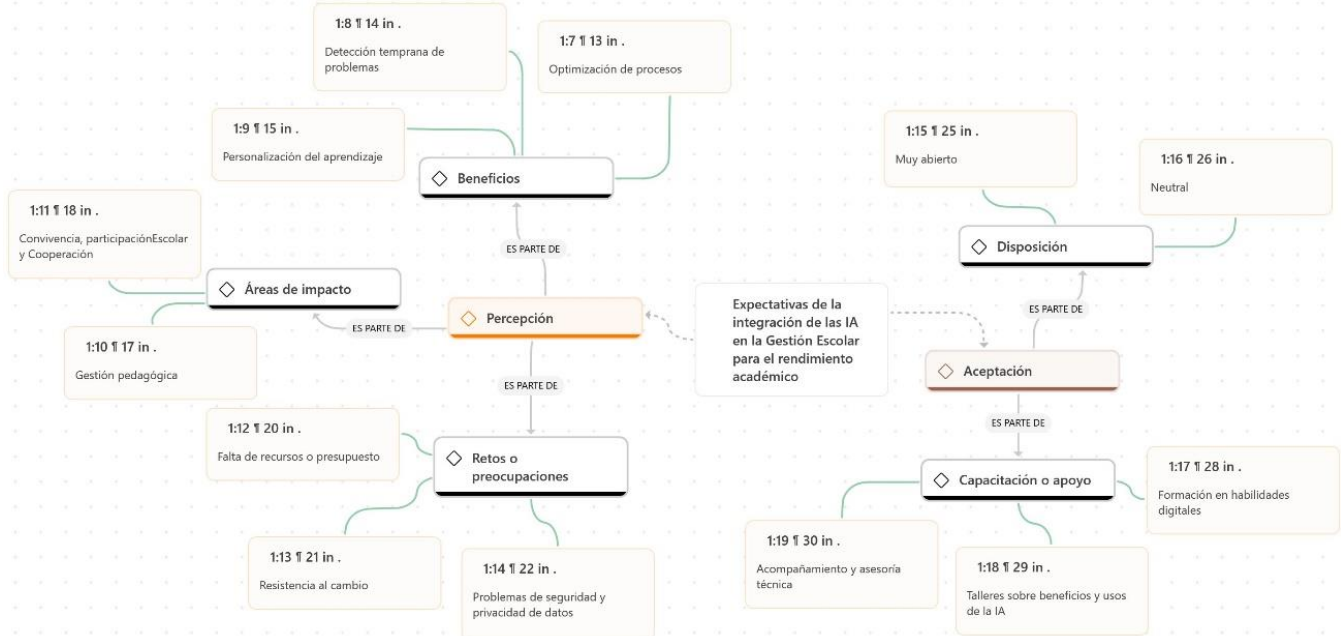 1:8 ¶ 14 in .
Detección temprana de
problemas
1:7 ¶ 13 in .
Optimización de procesos
1:9 ¶ 15 in .
Personalización del aprendizaje
Beneficios
1:11 ¶ 18 in .
Convivencia, participaciónEscolar
y Cooperación
ES PARTE DE
Áreas de impacto
Percepción
ES PARTE DE
1:10 ¶ 17 in .
Gestión pedagógica
ES PARTE DE
1:12 ¶ 20 in .
Falta de recursos o presupuesto
Retos o
preocupaciones
1:13 ¶ 21 in .
Resistencia al cambio
1:14 ¶ 22 in .
Problemas de seguridad y
privacidad de datos
Expectativas de la
integración de las IA
en la Gestión Escolar
para el rendimiento
académico
1:15 ¶ 25 in .
Muy abierto
1:16 ¶ 26 in .
Neutral
Disposición
ES PARTE DE
Aceptación
ES PARTE DE
Capacitación o apoyo
1:17 ¶ 28 in .
Formación en habilidades
digitales
1:19 ¶ 30 in .
Acompañamiento y asesoría
técnica
1:18 ¶ 29 in .
Talleres sobre beneficios y usos
de la IA